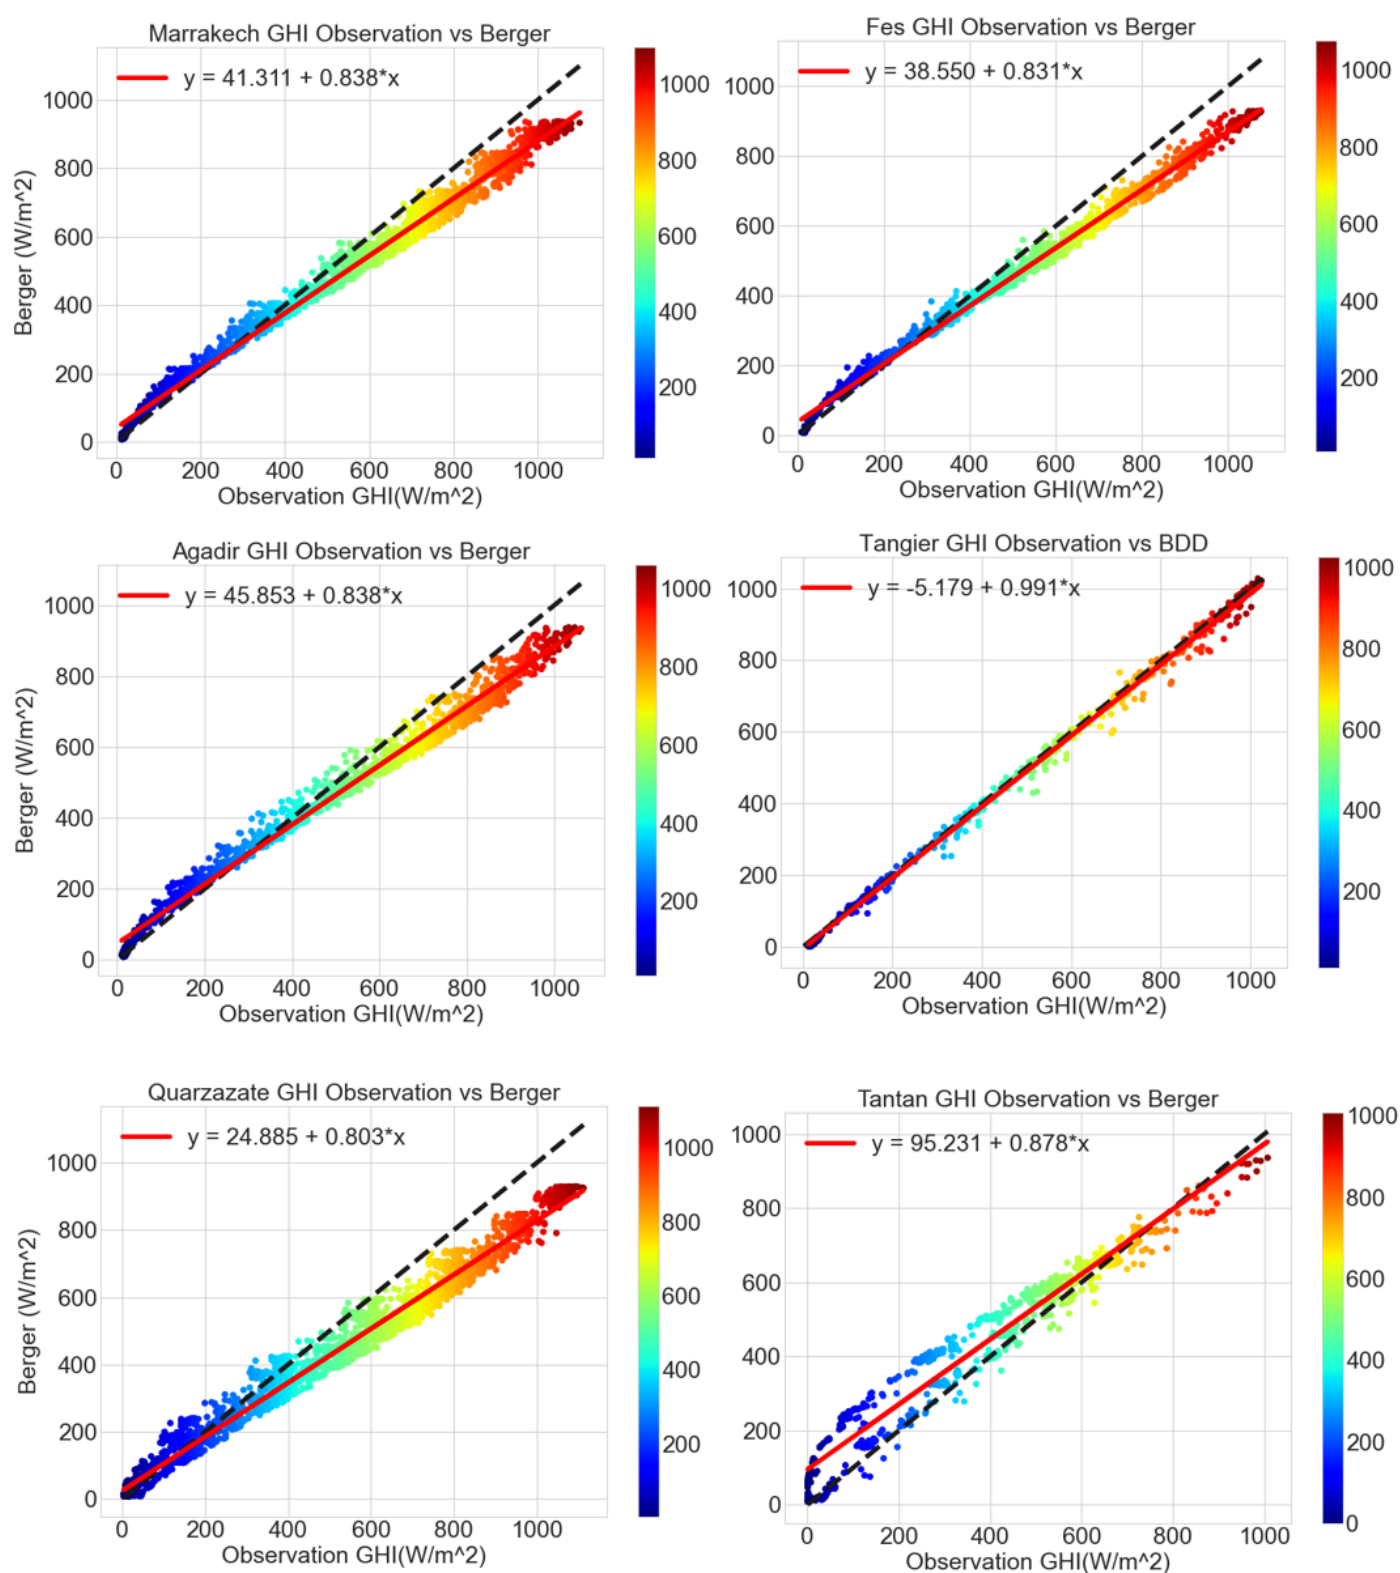 Marrakech GHI Observation vs Berger
y = 41.311 + 0.838*x
1000
800
600
400
200
0
Berger (W/m^2)
0 200 400 600 800 1000
Observation GHI(W/m^2)
1000
800
600
400
200
Fes GHI Observation vs Berger
y = 38.550 + 0.831*x
1000
800
600
400
200
0
0 200 400 600 800 1000
Observation GHI(W/m^2)
1000
800
600
400
200
Agadir GHI Observation vs Berger
y = 45.853 + 0.838*x
1000
800
600
400
200
0
Berger (W/m^2)
0 200 400 600 800 1000
Observation GHI(W/m^2)
1000
800
600
400
200
Tangier GHI Observation vs BDD
y = -5.179 + 0.991*x
1000
800
600
400
200
0
0 200 400 600 800 1000
Observation GHI(W/m^2)
1000
800
600
400
200
Quarzazate GHI Observation vs Berger
y = 24.885 + 0.803*x
1000
800
600
400
200
0
Berger (W/m^2)
0 200 400 600 800 1000
Observation GHI(W/m^2)
1000
800
600
400
200
Tantan GHI Observation vs Berger
y = 95.231 + 0.878*x
1000
800
600
400
200
0
0 200 400 600 800 1000
Observation GHI(W/m^2)
1000
800
600
400
200
0